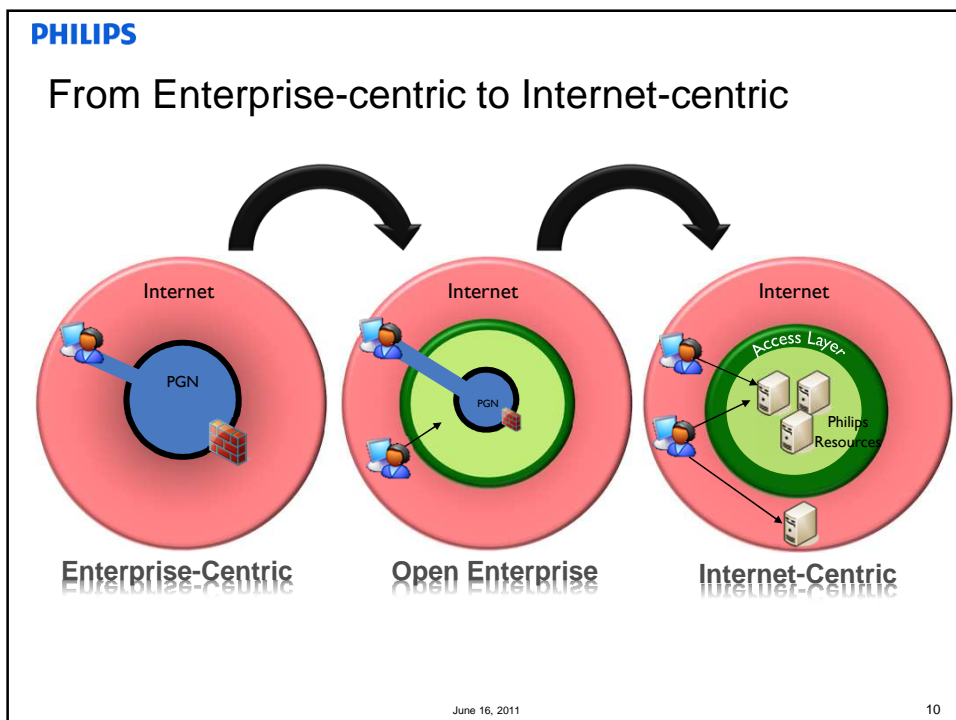 PHILIPS
From Enterprise-centric to Internet-centric
Internet
PGN
Enterprise-Centric
Internet
PGN
Open Enterprise
Internet
Access Layer
Philips
Resources
Internet-Centric
June 16, 2011
10